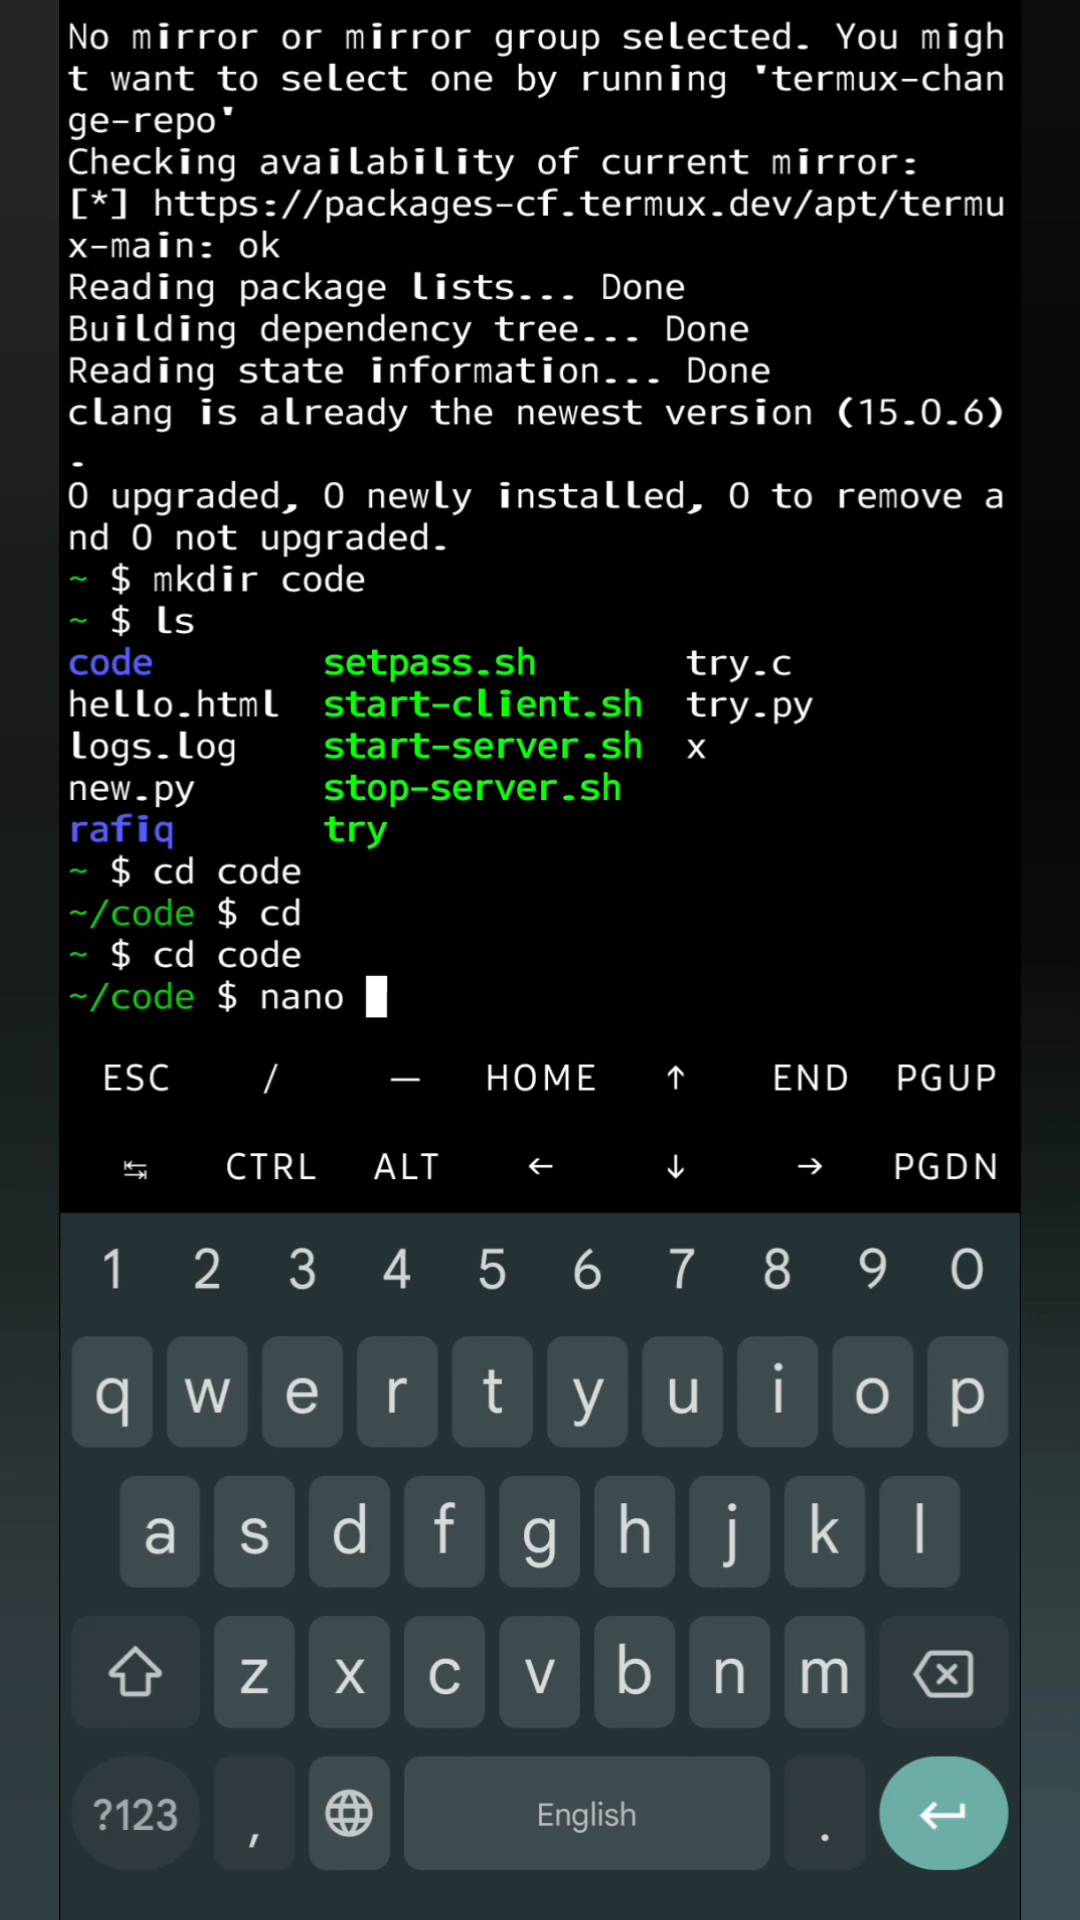 No mirror or mirror group selected. You migh
t want to select one by running 'termux-chan
ge-repo'
Checking availability of current mirror:
[*] https://packages-cf.termux.dev/apt/termu
x-main: ok
Reading package lists... Done
Building dependency tree... Done
Reading state information... Done
clang is already the newest version (15.0.6)
.
0 upgraded, 0 newly installed, 0 to remove a
nd 0 not upgraded.
~ $ mkdir code
~ $ ls
code setpass.sh try.c
hello.html start-client.sh try.py
logs.log start-server.sh x
new.py stop-server.sh
rafiq try
~ $ cd code
~/code $ cd
~ $ cd code
~/code $ nano
ESC / — HOME ↑ END PGUP
↹ CTRL ALT ← ↓ → PGDN
1 2 3 4 5 6 7 8 9 0
q w e r t y u i o p
a s d f g h j k l
z x c v b n m
?123 , English .